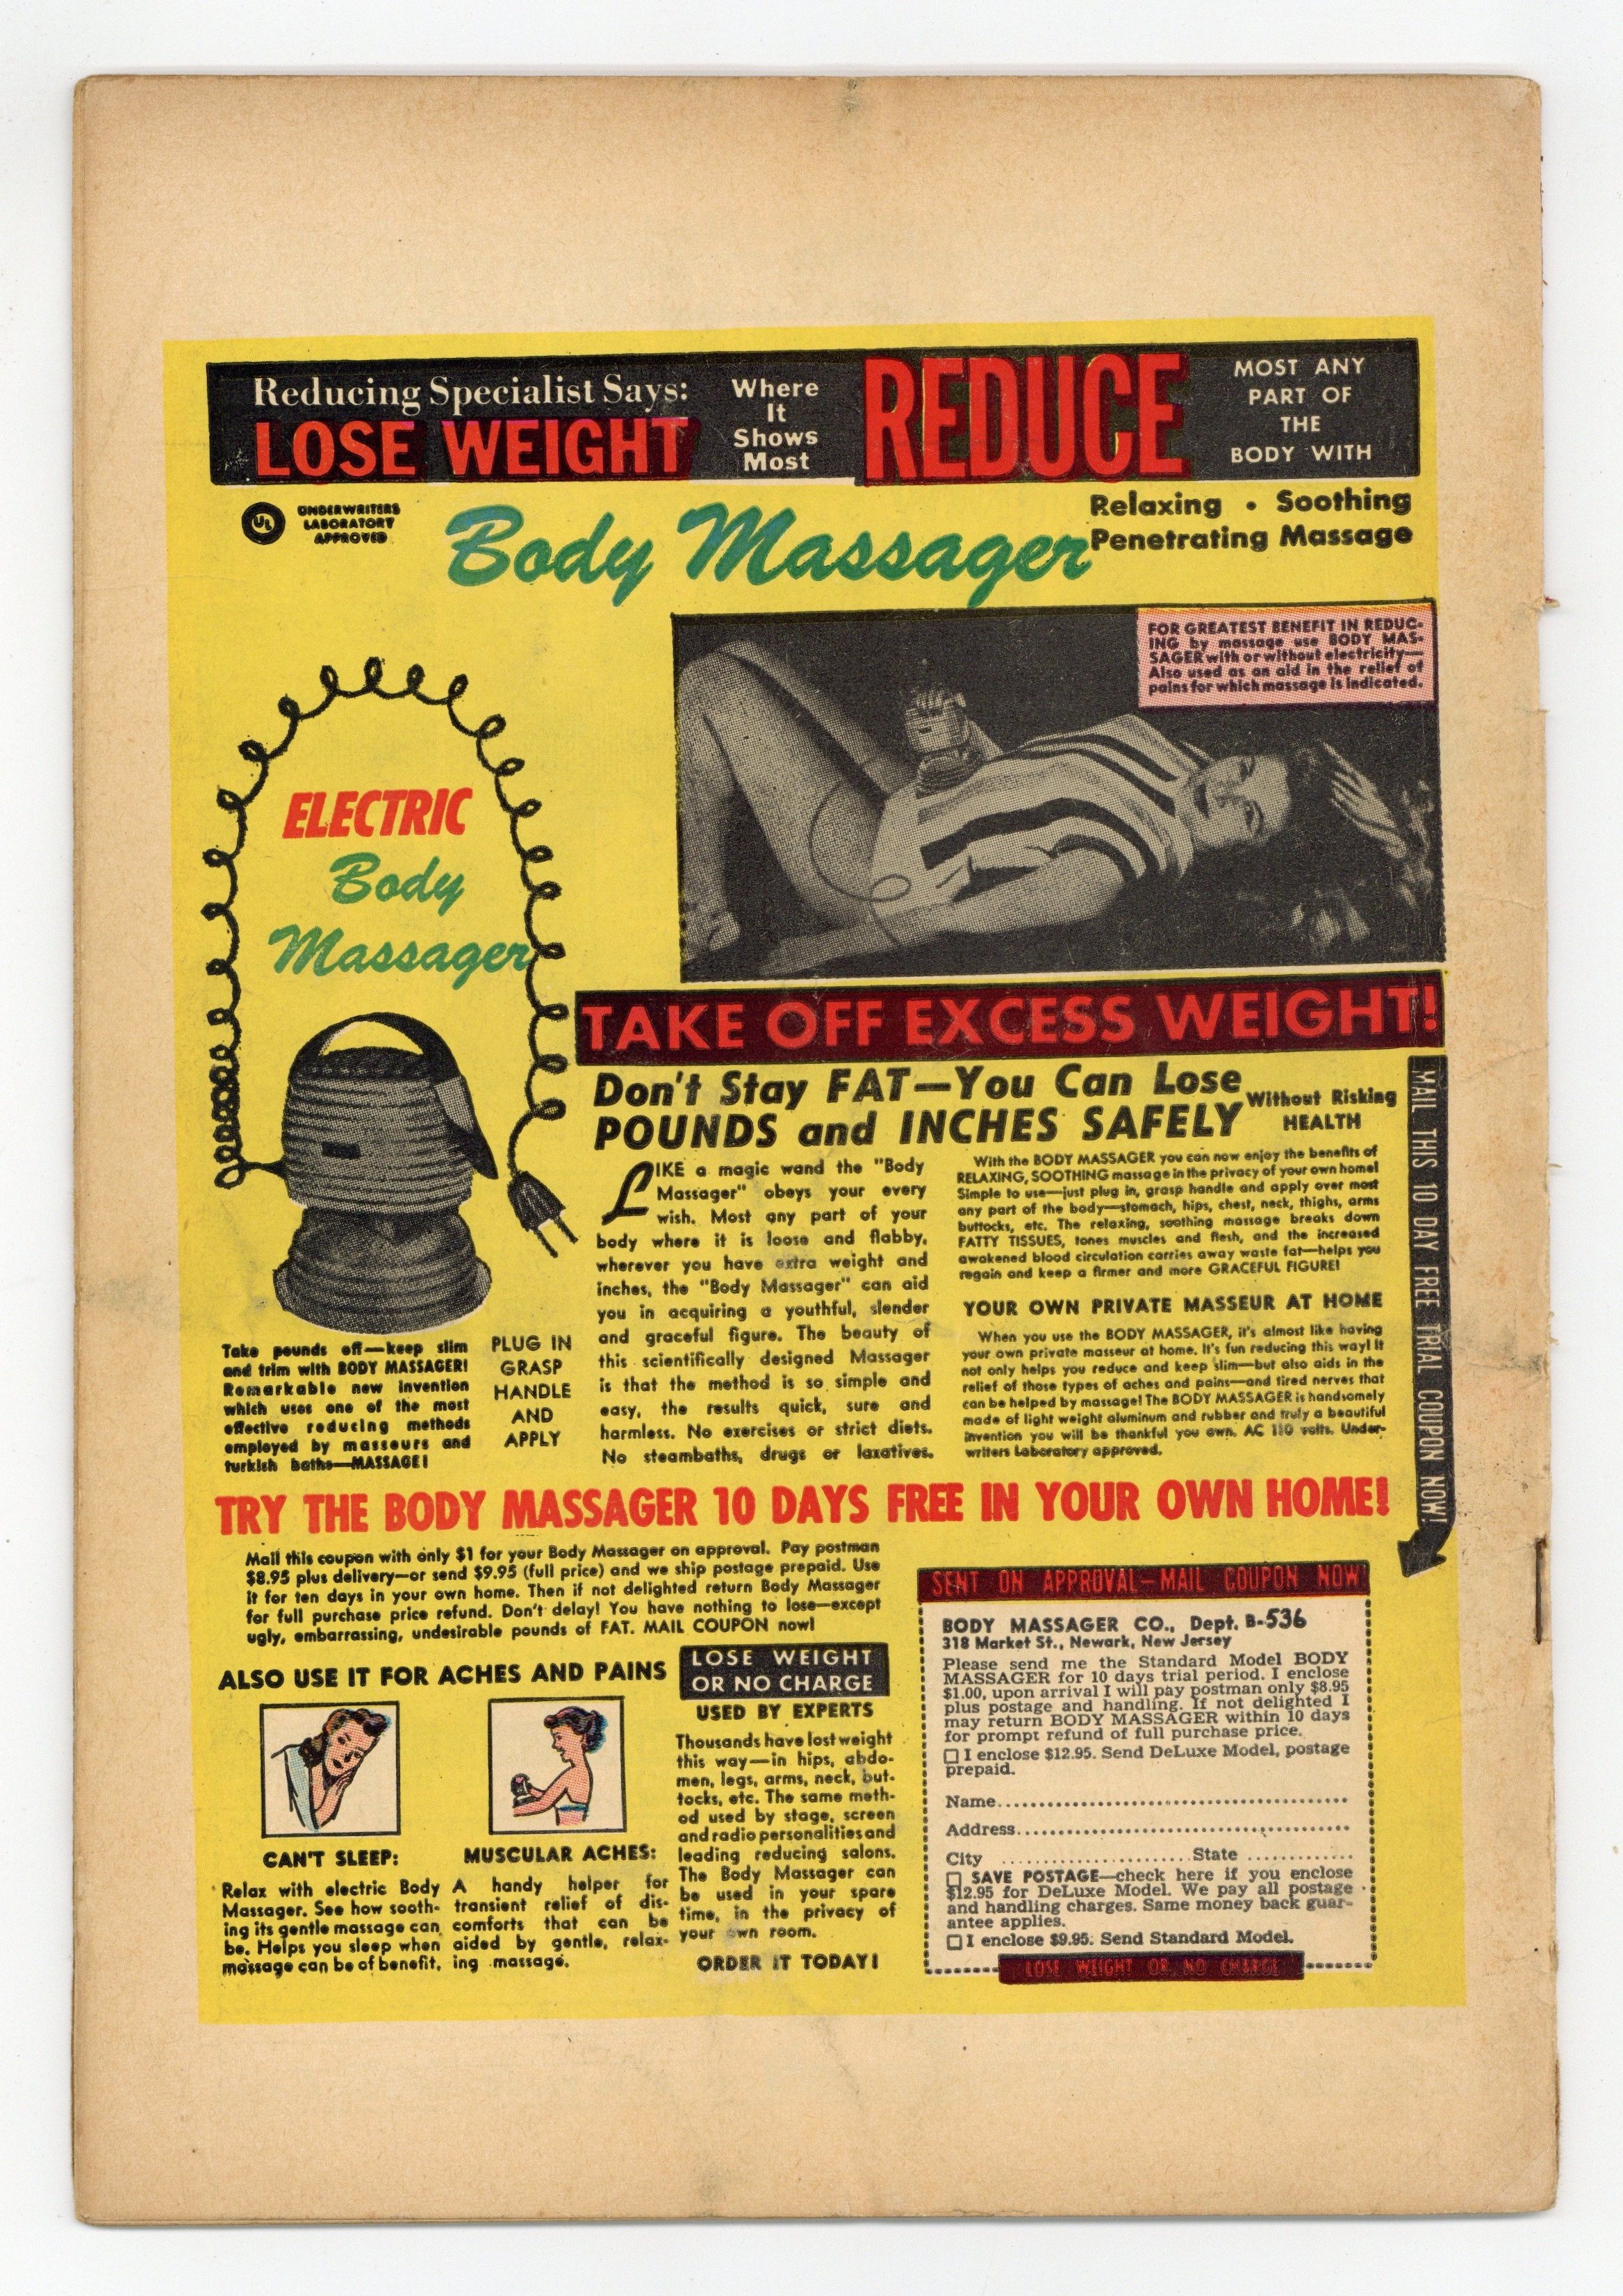 Reducing Specialist Says:
LOSE WEIGHT
Where
It
Shows
Most
REDUCE
MOST ANY
PART OF
THE
BODY WITH
UL
UNDERWRITERS
LABORATORY
APPROVED
Body Massager
Relaxing • Soothing
Penetrating Massage
FOR GREATEST BENEFIT IN REDUC-
ING by massage use BODY MAS-
SAGER with or without electricity—
Also used as an aid in the relief of
pains for which massage is indicated.
ELECTRIC
Body
Massager
TAKE OFF EXCESS WEIGHT!
Don't Stay FAT—You Can Lose
POUNDS and INCHES SAFELY
Without Risking
HEALTH
LIKE a magic wand the "Body
Massager" obeys your every
wish. Most any part of your
body where it is loose and flabby,
wherever you have extra weight and
inches, the "Body Massager" can aid
you in acquiring a youthful, slender
and graceful figure. The beauty of
this scientifically designed Massager
is that the method is so simple and
easy, the results quick, sure and
harmless. No exercises or strict diets.
No steambaths, drugs or laxatives.
With the BODY MASSAGER you can now enjoy the benefits of
RELAXING, SOOTHING massage in the privacy of your own home!
Simple to use—just plug in, grasp handle and apply over most
any part of the body—stomach, hips, chest, neck, thighs, arms
buttocks, etc. The relaxing, soothing massage breaks down
FATTY TISSUES, tones muscles and flesh, and the increased
awakened blood circulation carries away waste fat—helps you
regain and keep a firmer and more GRACEFUL FIGURE!
YOUR OWN PRIVATE MASSEUR AT HOME
When you use the BODY MASSAGER, it's almost like having
your own private masseur at home. It's fun reducing this way! It
not only helps you reduce and keep slim—but also aids in the
relief of those types of aches and pains—and tired nerves that
can be helped by massage! The BODY MASSAGER is handsomely
made of light weight aluminum and rubber and truly a beautiful
invention you will be thankful you own. AC 110 volts. Under-
writers Laboratory approved.
MAIL THIS 10 DAY FREE TRIAL COUPON NOW!
Take pounds off—keep slim
and trim with BODY MASSAGER!
Remarkable new invention
which uses one of the most
effective reducing methods
employed by masseurs and
turkish baths—MASSAGE!
PLUG IN
GRASP
HANDLE
AND
APPLY
TRY THE BODY MASSAGER 10 DAYS FREE IN YOUR OWN HOME!
Mail this coupon with only $1 for your Body Massager on approval. Pay postman
$8.95 plus delivery—or send $9.95 (full price) and we ship postage prepaid. Use
it for ten days in your own home. Then if not delighted return Body Massager
for full purchase price refund. Don't delay! You have nothing to lose—except
ugly, embarrassing, undesirable pounds of FAT. MAIL COUPON now!
ALSO USE IT FOR ACHES AND PAINS
CAN'T SLEEP:
Relax with electric Body
Massager. See how sooth-
ing its gentle massage can
be. Helps you sleep when
massage can be of benefit.
MUSCULAR ACHES:
A handy helper for
transient relief of dis-
comforts that can be
aided by gentle, relax-
ing massage.
LOSE WEIGHT
OR NO CHARGE
USED BY EXPERTS
Thousands have lost weight
this way—in hips, abdo-
men, legs, arms, neck, but-
tocks, etc. The same meth-
od used by stage, screen
and radio personalities and
leading reducing salons.
The Body Massager can
be used in your spare
time, in the privacy of
your own room.
ORDER IT TODAY!
SENT ON APPROVAL—MAIL COUPON NOW
BODY MASSAGER CO., Dept. B-536
318 Market St., Newark, New Jersey
Please send me the Standard Model BODY
MASSAGER for 10 days trial period. I enclose
$1.00, upon arrival I will pay postman only $8.95
plus postage and handling. If not delighted I
may return BODY MASSAGER within 10 days
for prompt refund of full purchase price.
☐ I enclose $12.95. Send DeLuxe Model, postage
prepaid.
Name
Address
City State
☐ SAVE POSTAGE—check here if you enclose
$12.95 for DeLuxe Model. We pay all postage
and handling charges. Same money back guar-
antee applies.
☐ I enclose $9.95. Send Standard Model.
LOSE WEIGHT OR NO CHARGE